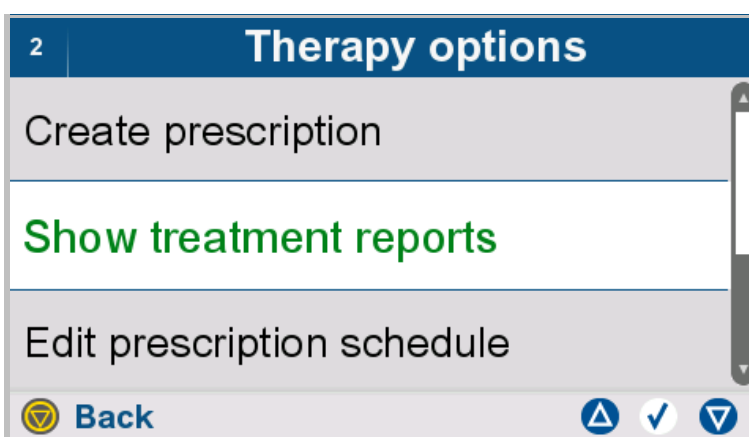 2
Therapy options
Create prescription
Show treatment reports
Edit prescription schedule
Back